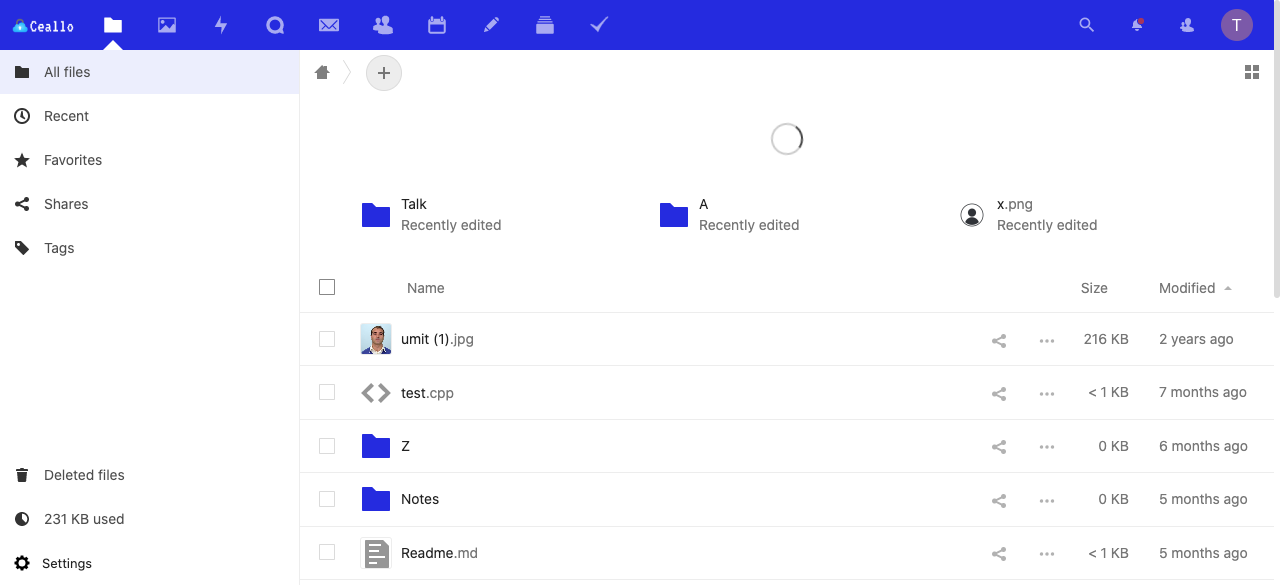 Ceallo
T
All files
Recent
Favorites
Shares
Tags
Deleted files
231 KB used
Settings
Talk
Recently edited
A
Recently edited
x.png
Recently edited
Name Size Modified
umit (1).jpg 216 KB 2 years ago
test.cpp < 1 KB 7 months ago
Z 0 KB 6 months ago
Notes 0 KB 5 months ago
Readme.md < 1 KB 5 months ago